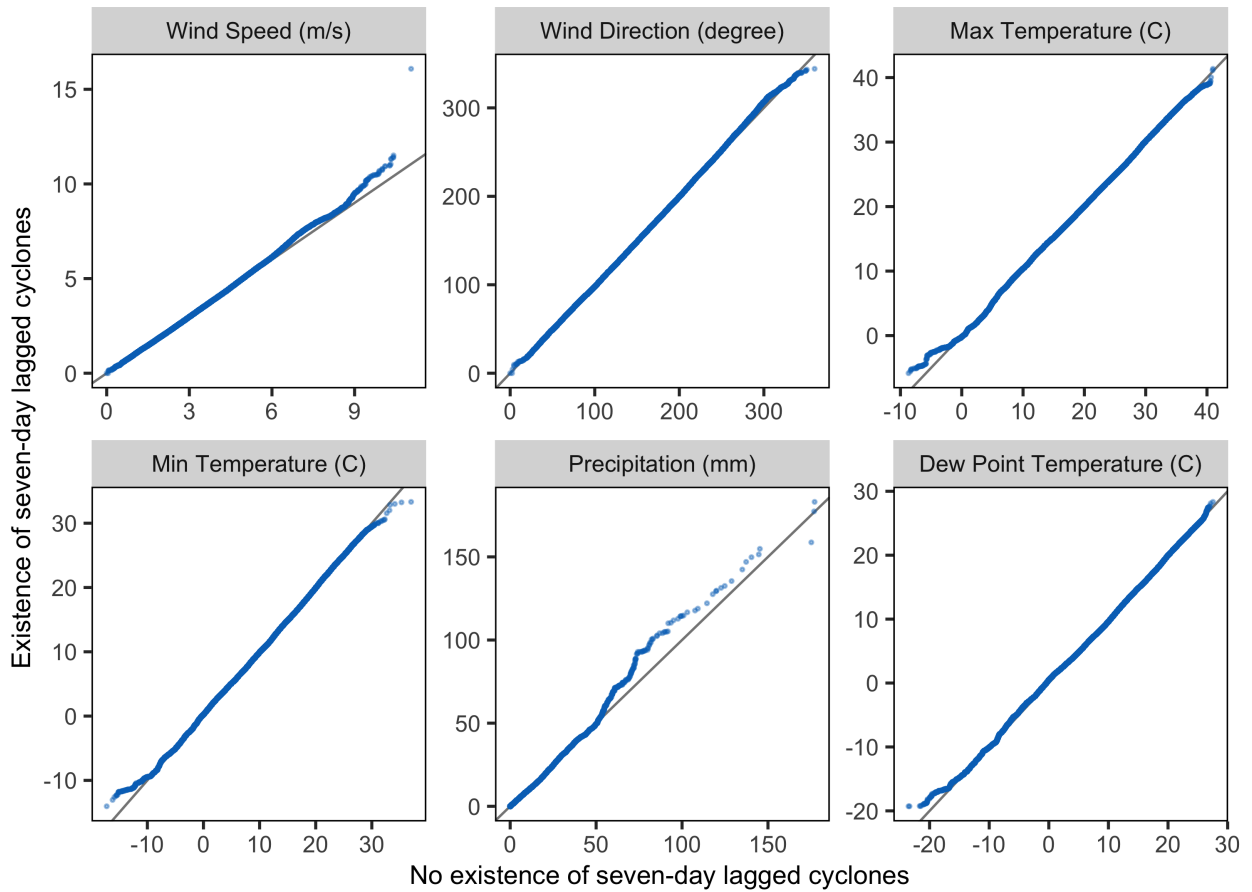 Wind Speed (m/s)
Wind Direction (degree)
Max Temperature (C)
15
10
5
0
0 3 6 9
300
200
100
0
0 100 200 300
40
30
20
10
0
-10 0 10 20 30 40
Min Temperature (C)
Precipitation (mm)
Dew Point Temperature (C)
30
20
10
0
-10
-10 0 10 20 30
150
100
50
0
0 50 100 150
30
20
10
0
-10
-20
-20 -10 0 10 20 30
Existence of seven-day lagged cyclones
No existence of seven-day lagged cyclones